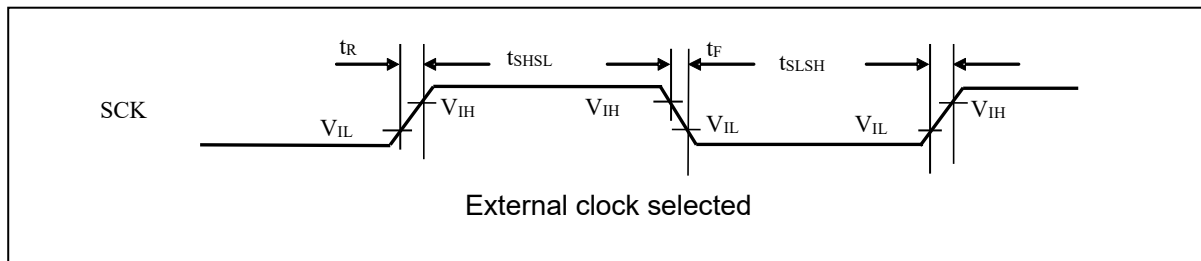 tR tSHSL tF tSLSH
SCK VIL VIH VIH VIL VIL VIH
External clock selected